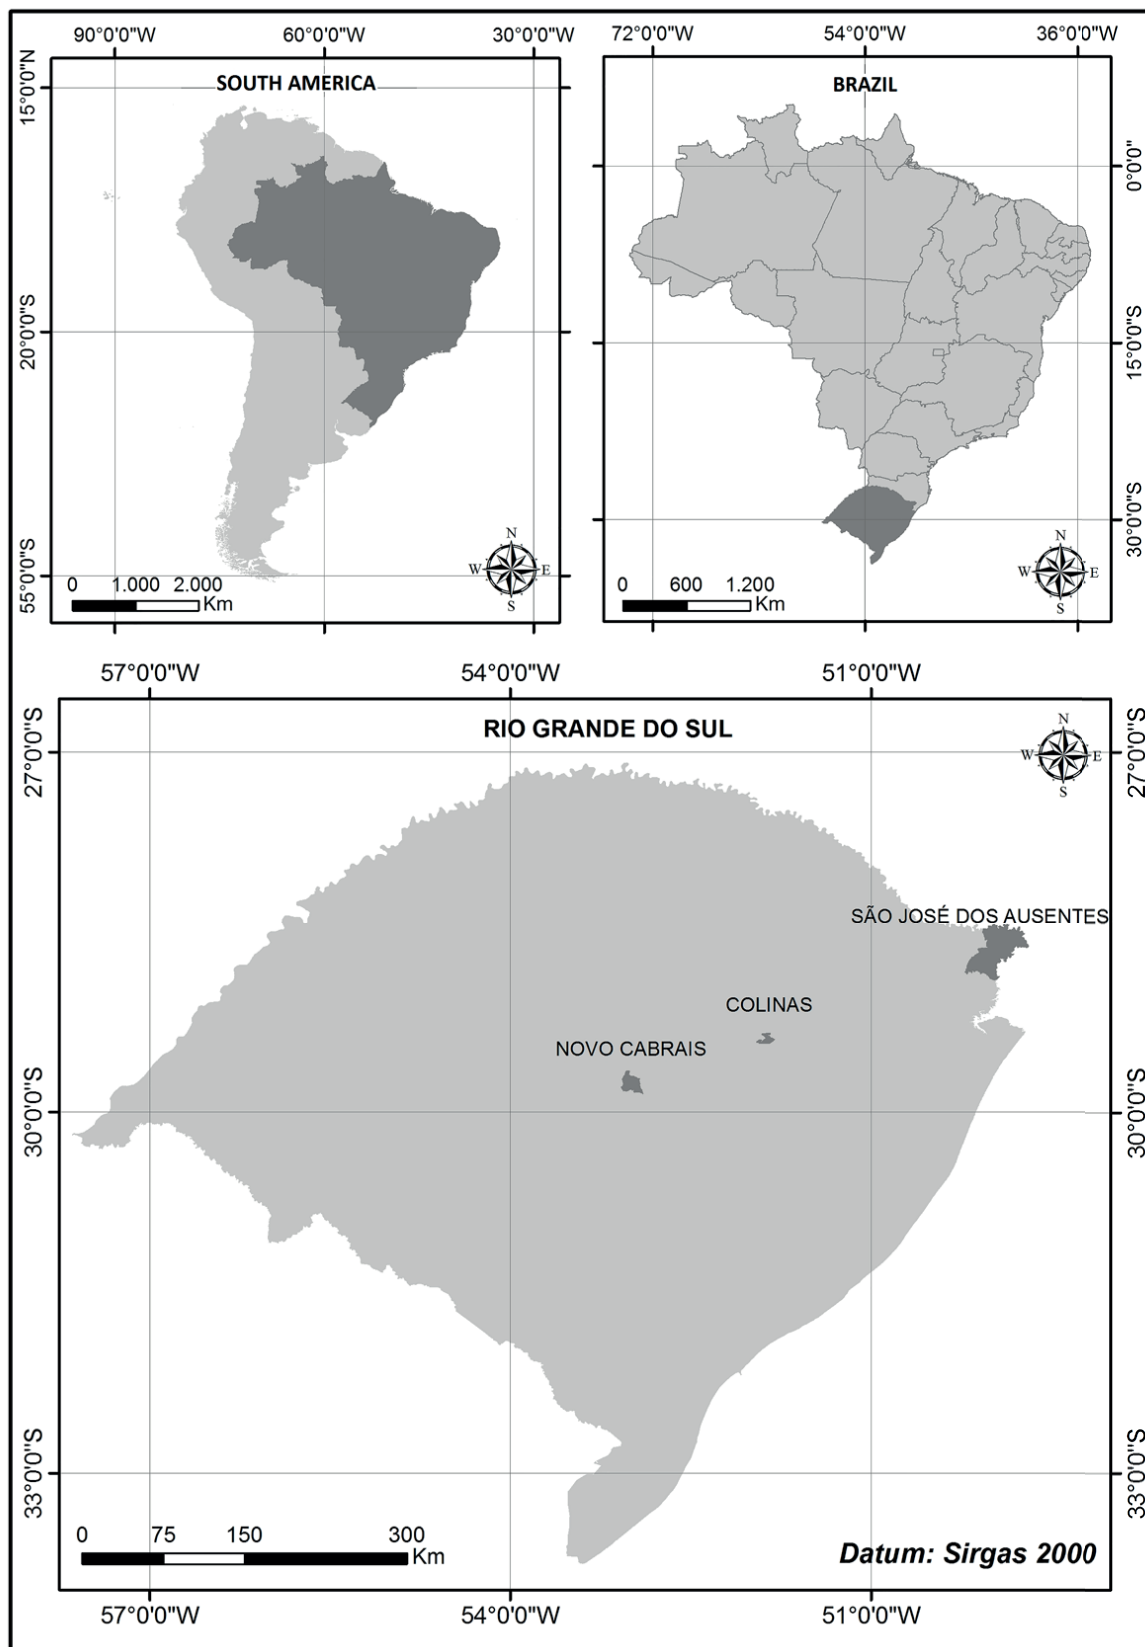 90°0'0"W 60°0'0"W 30°0'0"W
15°0'0"N
20°0'0"S
55°0'0"S
SOUTH AMERICA
N
W E
S
0 1.000 2.000
Km
72°0'0"W 54°0'0"W 36°0'0"W
BRAZIL
0°0'0"
15°0'0"S
30°0'0"S
N
W E
S
0 600 1.200
Km
57°0'0"W 54°0'0"W 51°0'0"W
RIO GRANDE DO SUL
N
W E
S
27°0'0"S 27°0'0"S
SÃO JOSÉ DOS AUSENTES
COLINAS
NOVO CABRAIS
30°0'0"S 30°0'0"S
33°0'0"S 33°0'0"S
0 75 150 300
Km
Datum: Sirgas 2000
57°0'0"W 54°0'0"W 51°0'0"W